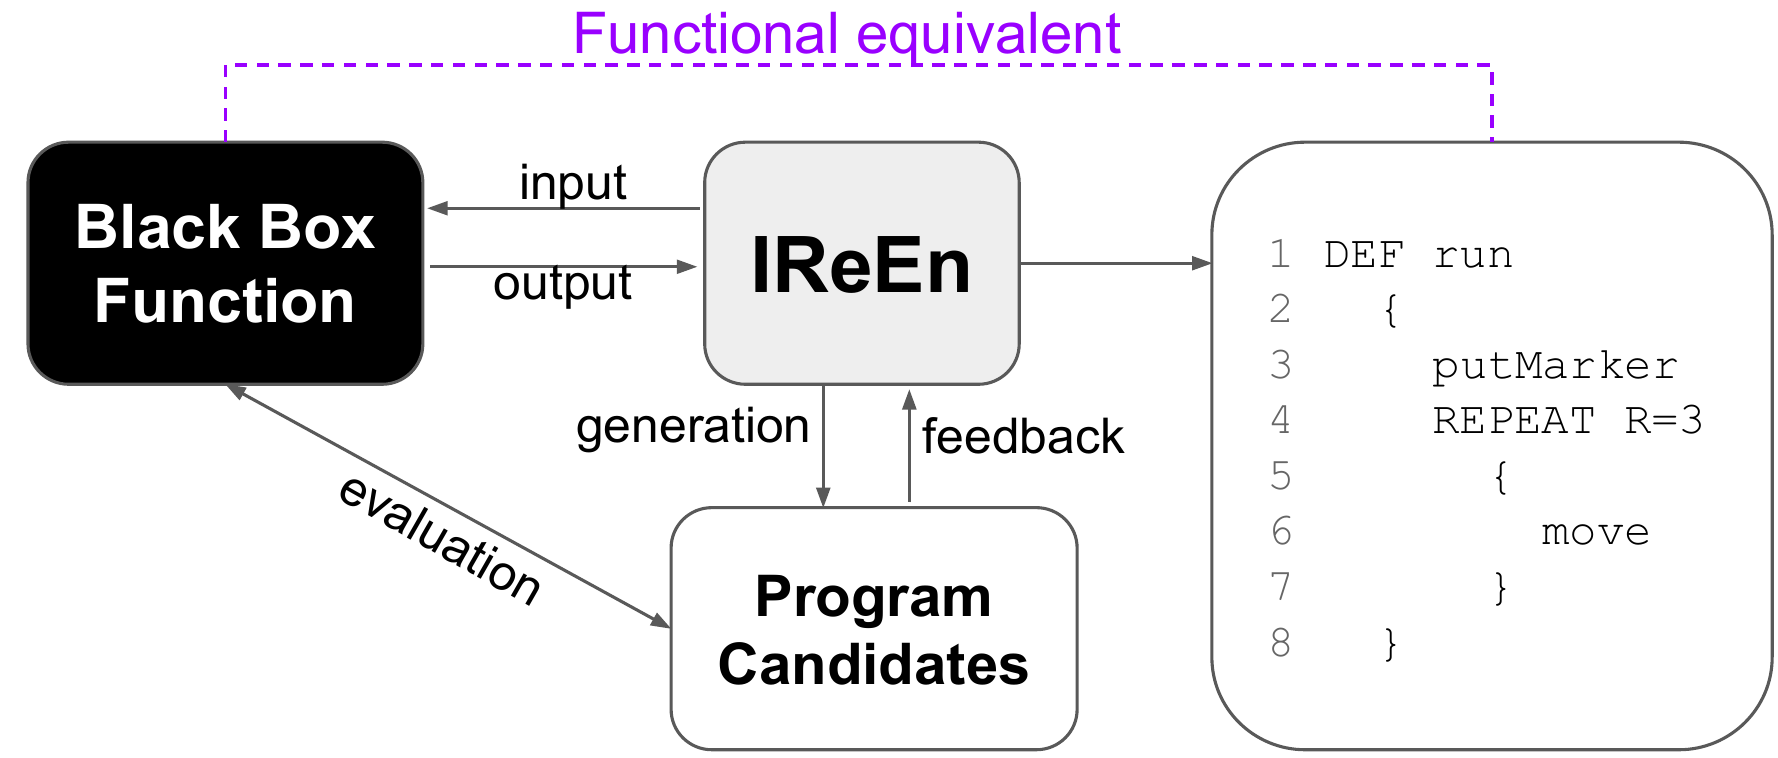 Functional equivalent
Black Box
Function
input
output
IReEn
generation
feedback
evaluation
Program
Candidates
1 DEF run
2 {
3 putMarker
4 REPEAT R=3
5 {
6 move
7 }
8 }